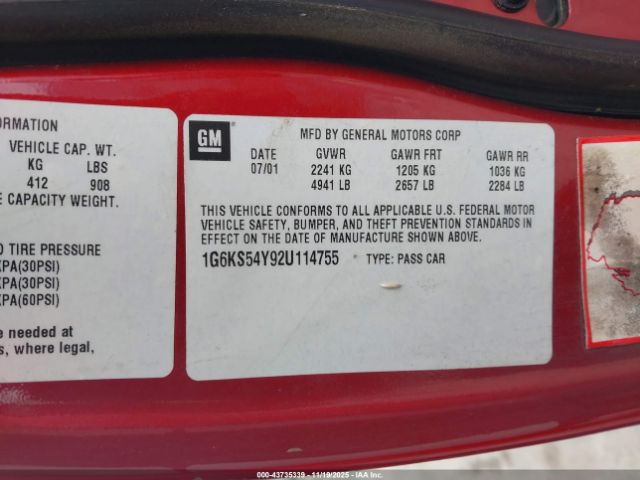 ORMATION
VEHICLE CAP. WT.
KG LBS
412 908
E CAPACITY WEIGHT.
TIRE PRESSURE
KPA(30PSI)
KPA(30PSI)
KPA(60PSI)
e needed at
s, where legal,
GM
MFD BY GENERAL MOTORS CORP
DATE GVWR GAWR FRT GAWR RR
07/01 2241 KG 1205 KG 1036 KG
4941 LB 2657 LB 2284 LB
THIS VEHICLE CONFORMS TO ALL APPLICABLE U.S. FEDERAL MOTOR
VEHICLE SAFETY, BUMPER, AND THEFT PREVENTION STANDARDS IN
EFFECT ON THE DATE OF MANUFACTURE SHOWN ABOVE.
1G6KS54Y92U114755 TYPE: PASS CAR
© IAA 000-43735339 11/19/2025 IAAI.COM